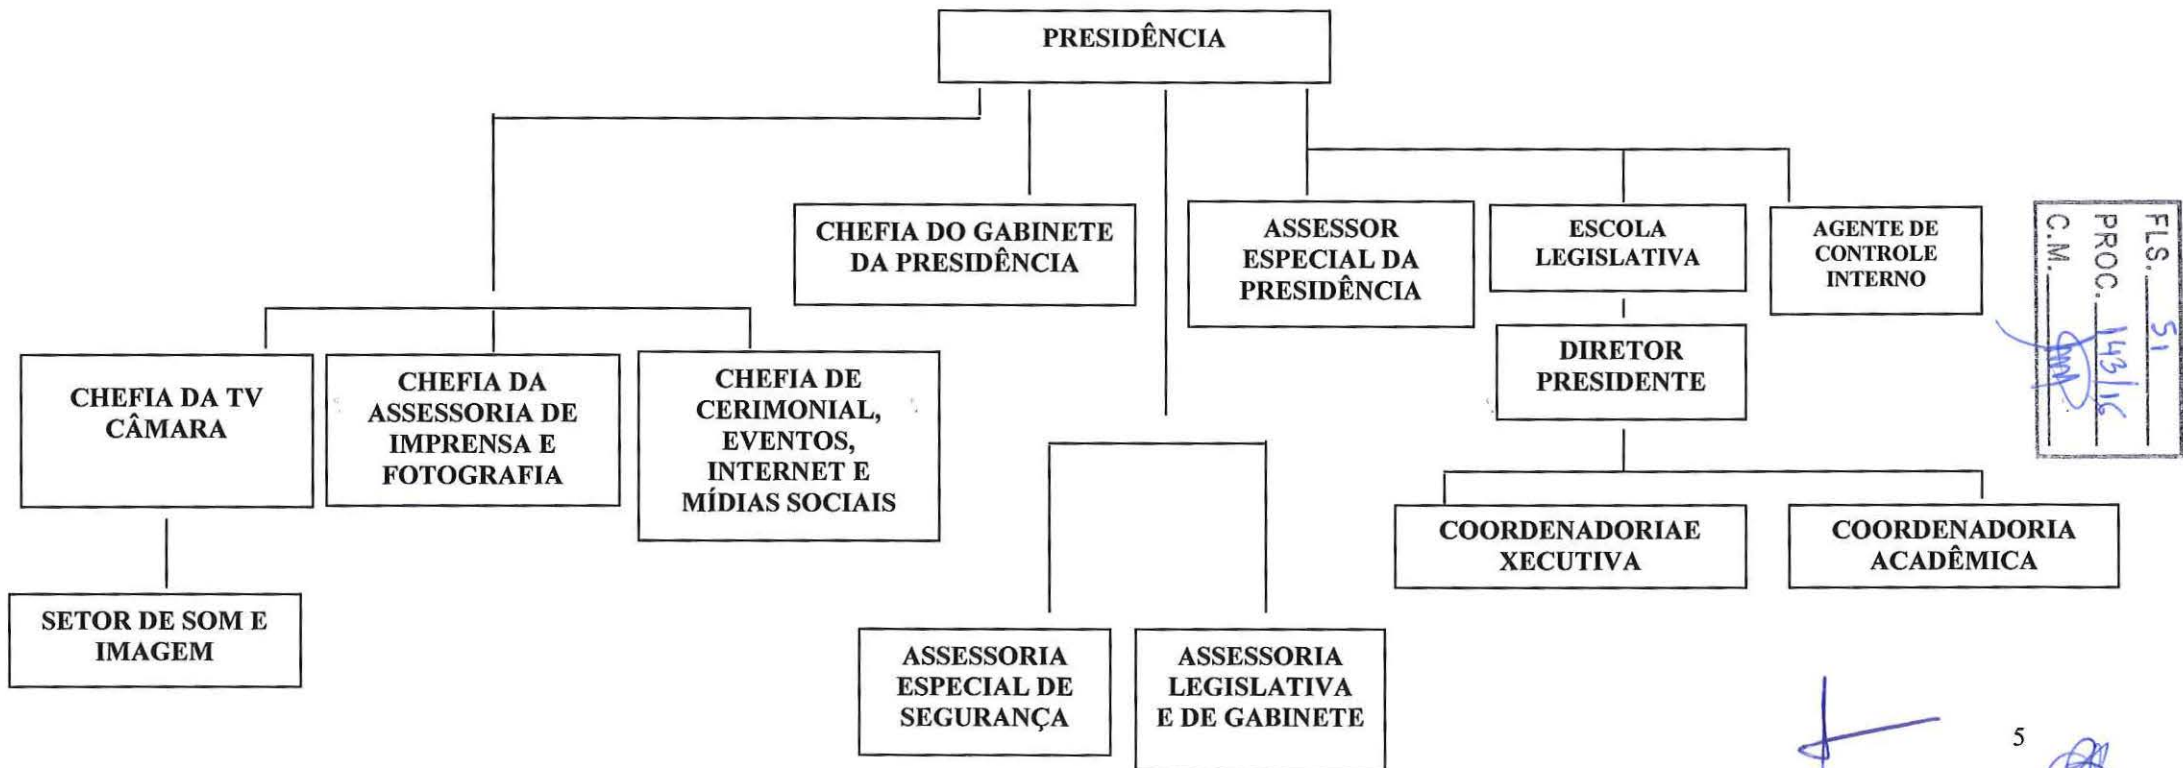 PRESIDÊNCIA
CHEFIA DO GABINETE
DA PRESIDÊNCIA
ASSESSOR
ESPECIAL DA
PRESIDÊNCIA
ESCOLA
LEGISLATIVA
AGENTE DE
CONTROLE
INTERNO
FLS. 51
PROC. 143/16
C.M.
DIRETOR
PRESIDENTE
CHEFIA DA TV
CÂMARA
CHEFIA DA
ASSESSORIA DE
IMPRENSA E
FOTOGRAFIA
CHEFIA DE
CERIMONIAL,
EVENTOS,
INTERNET E
MÍDIAS SOCIAIS
COORDENADORIAE
XECUTIVA
COORDENADORIA
ACADÊMICA
SETOR DE SOM E
IMAGEM
ASSESSORIA
ESPECIAL DE
SEGURANÇA
ASSESSORIA
LEGISLATIVA
E DE GABINETE
5